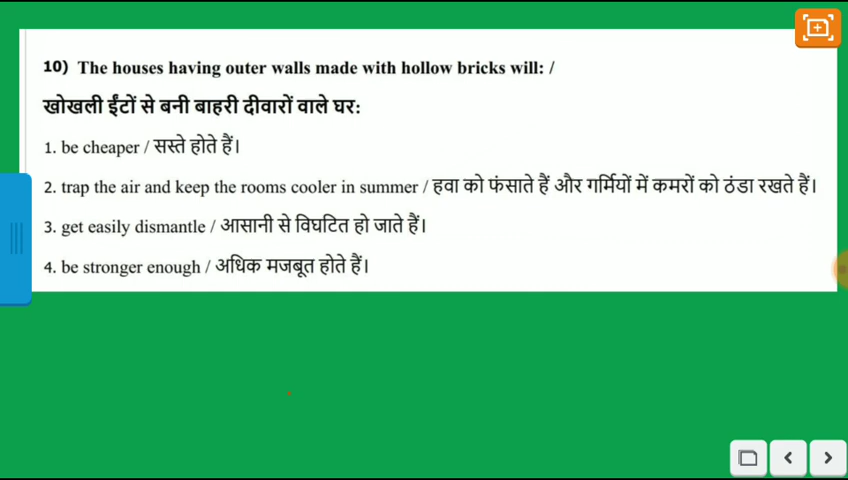 10) The houses having outer walls made with hollow bricks will: /
खोखली ईंटों से बनी बाहरी दीवारों वाले घर:
1. be cheaper / सस्ते होते हैं।
2. trap the air and keep the rooms cooler in summer / हवा को फंसाते हैं और गर्मियों में कमरों को ठंडा रखते हैं।
3. get easily dismantle / आसानी से विघटित हो जाते हैं।
4. be stronger enough / अधिक मजबूत होते हैं।